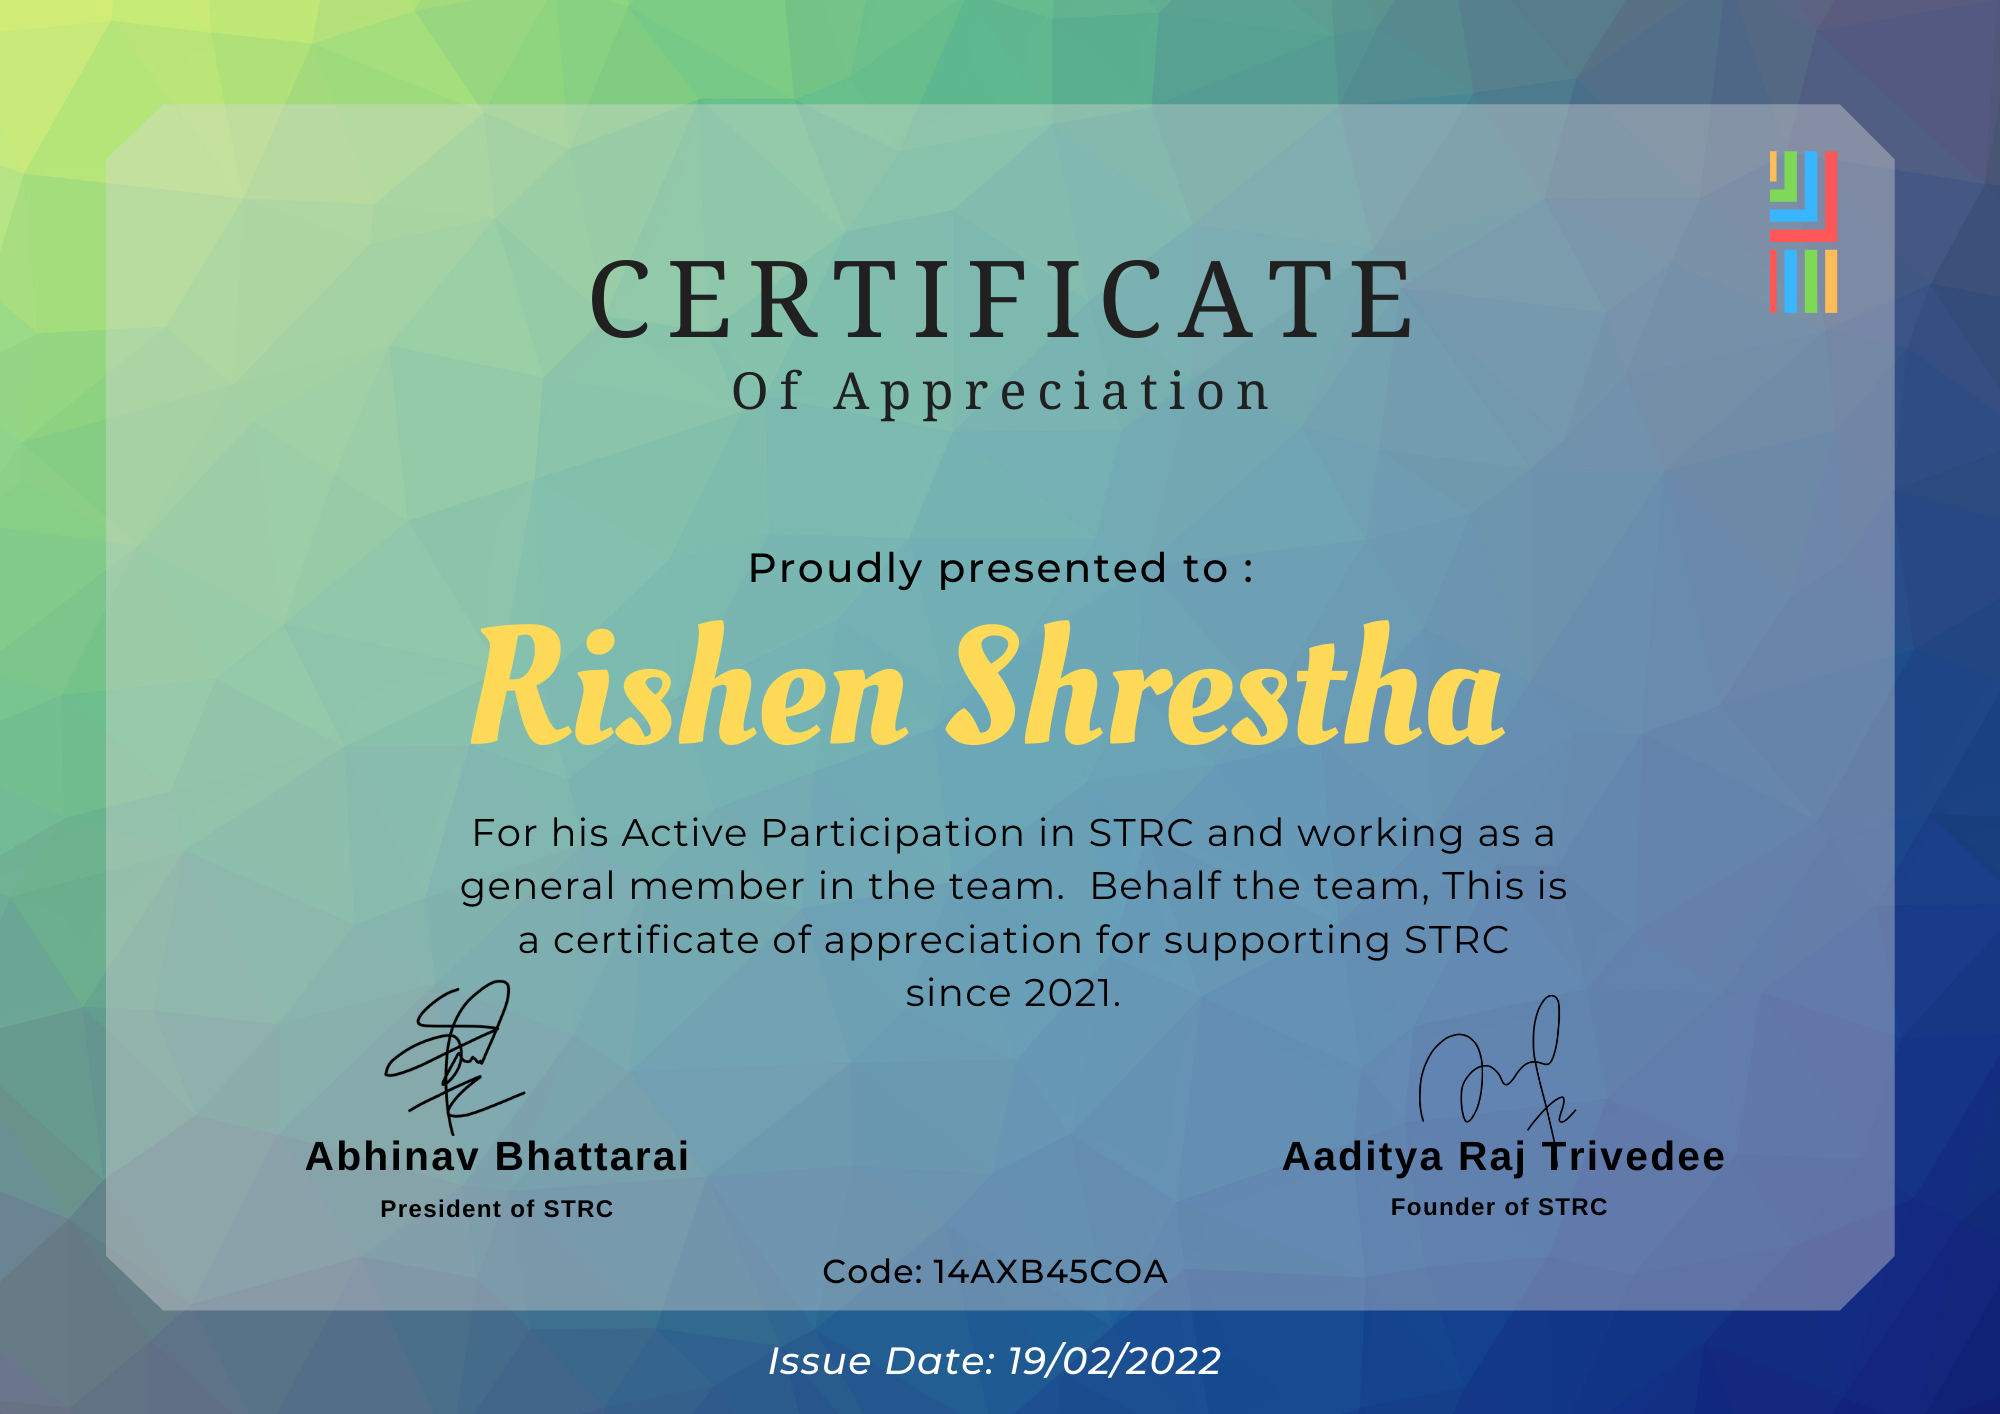 CERTIFICATE
Of Appreciation
Proudly presented to :
Rishen Shrestha
For his Active Participation in STRC and working as a
general member in the team.  Behalf the team, This is
a certificate of appreciation for supporting STRC
since 2021.
Abhinav Bhattarai
President of STRC
Aaditya Raj Trivedee
Founder of STRC
Code: 14AXB45COA
Issue Date: 19/02/2022